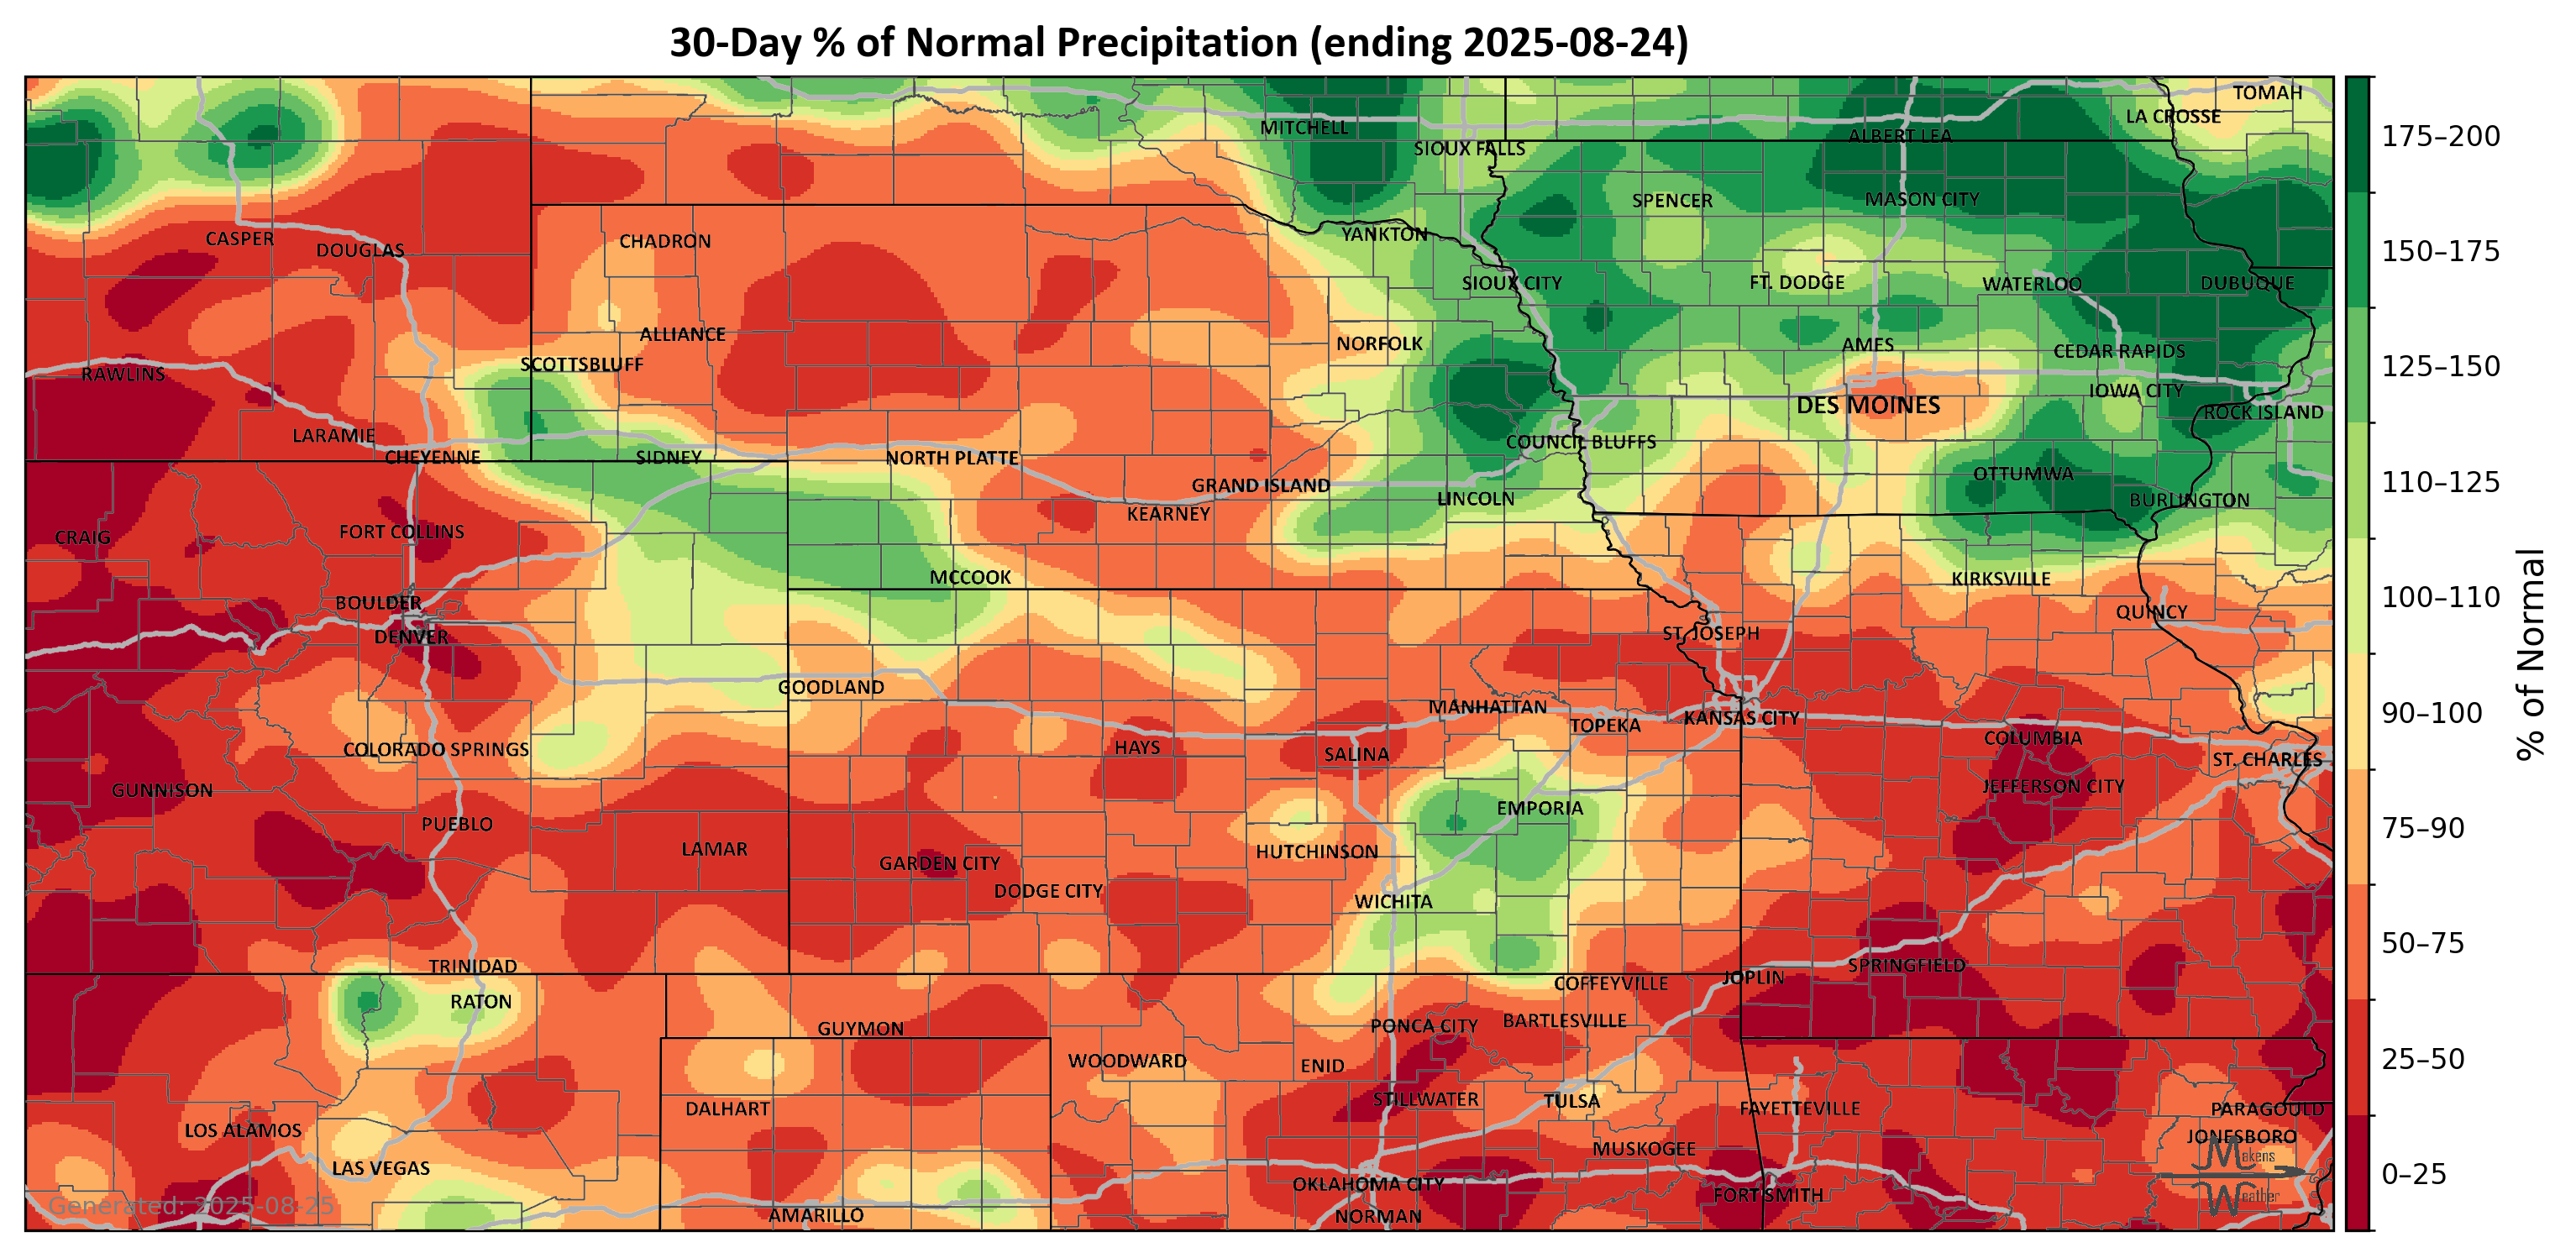 30-Day % of Normal Precipitation (ending 2025-08-24)
TOMAH
LA CROSSE
MITCHELL
ALBERT LEA
SIOUX FALLS
SPENCER
MASON CITY
CASPER
DOUGLAS
CHADRON
YANKTON
SIOUX CITY
FT. DODGE
WATERLOO
DUBUQUE
ALLIANCE
NORFOLK
AMES
CEDAR RAPIDS
SCOTTSBLUFF
RAWLINS
IOWA CITY
DES MOINES
ROCK ISLAND
LARAMIE
COUNCIL BLUFFS
CHEYENNE
SIDNEY
NORTH PLATTE
OTTUMWA
GRAND ISLAND
LINCOLN
BURLINGTON
KEARNEY
CRAIG
FORT COLLINS
MCCOOK
KIRKSVILLE
BOULDER
QUINCY
DENVER
ST. JOSEPH
GOODLAND
MANHATTAN
TOPEKA
KANSAS CITY
COLORADO SPRINGS
HAYS
SALINA
COLUMBIA
ST. CHARLES
GUNNISON
JEFFERSON CITY
EMPORIA
PUEBLO
LAMAR
GARDEN CITY
HUTCHINSON
DODGE CITY
WICHITA
TRINIDAD
SPRINGFIELD
RATON
COFFEYVILLE
JOPLIN
GUYMON
PONCA CITY
BARTLESVILLE
WOODWARD
ENID
DALHART
STILLWATER
TULSA
FAYETTEVILLE
PARAGOULD
LOS ALAMOS
JONESBORO
MUSKOGEE
LAS VEGAS
OKLAHOMA CITY
FORT SMITH
AMARILLO
NORMAN
Generated: 2025-08-25
Makens
Weather
175–200
150–175
125–150
110–125
100–110
90–100
75–90
50–75
25–50
0–25
% of Normal